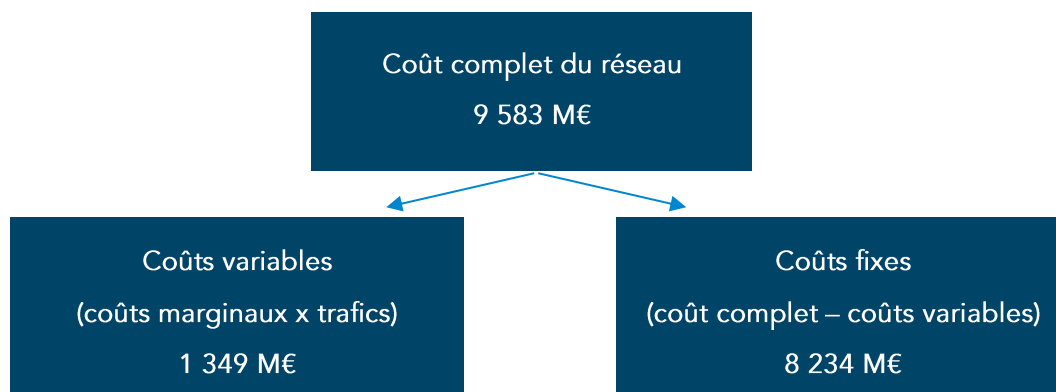 Coût complet du réseau
9 583 M€
Coûts variables
(coûts marginaux x trafics)
1 349 M€
Coûts fixes
(coût complet – coûts variables)
8 234 M€